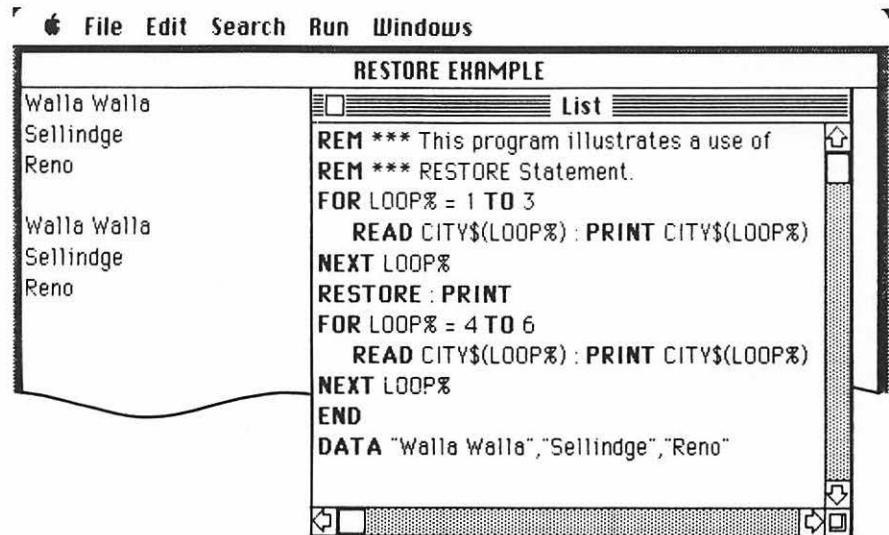 File Edit Search Run Windows
RESTORE EXAMPLE
Walla Walla
Sellindge
Reno
Walla Walla
Sellindge
Reno
List
REM *** This program illustrates a use of
REM *** RESTORE Statement.
FOR LOOP% = 1 TO 3
READ CITY$(LOOP%) : PRINT CITY$(LOOP%)
NEXT LOOP%
RESTORE : PRINT
FOR LOOP% = 4 TO 6
READ CITY$(LOOP%) : PRINT CITY$(LOOP%)
NEXT LOOP%
END
DATA "Walla Walla","Sellindge","Reno"